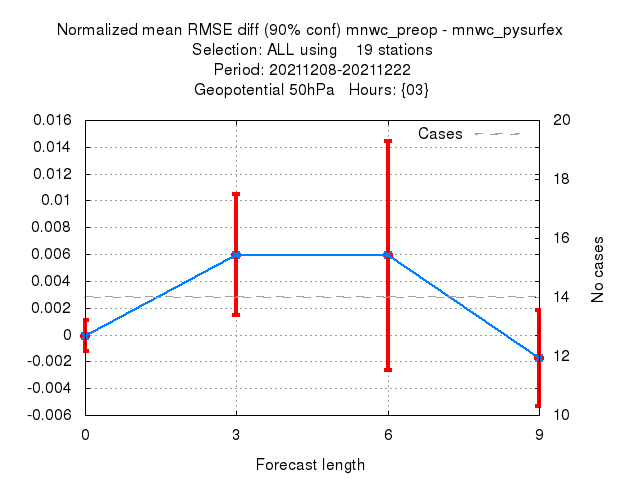 Normalized mean RMSE diff (90% conf) mnwc_preop - mnwc_pysurfex
Selection: ALL using    19 stations
Period: 20211208-20211222
Geopotential 50hPa   Hours: {03}
0.016
0.014
0.012
0.01
0.008
0.006
0.004
0.002
0
-0.002
-0.004
-0.006
Cases
20
18
16
14
12
10
No cases
0 3 6 9
Forecast length